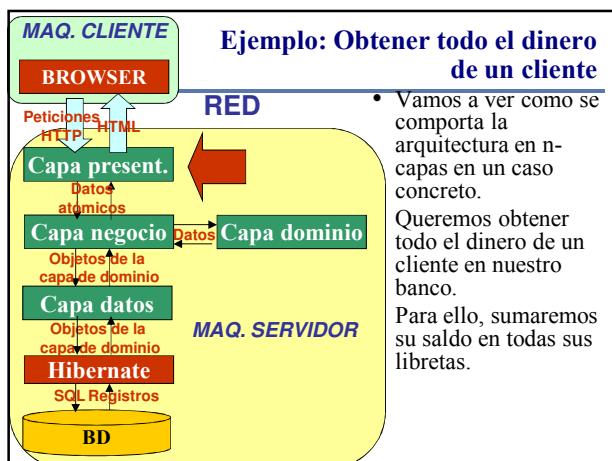 MAQ. CLIENTE
BROWSER
Peticiones
HTTP
HTML
RED
Capa present.
Datos
atómicos
Capa negocio
Datos
Capa dominio
Objetos de la
capa de dominio
Capa datos
Objetos de la
capa de dominio
MAQ. SERVIDOR
Hibernate
SQL
Registros
BD
Ejemplo: Obtener todo el dinero
de un cliente
• Vamos a ver como se
comporta la
arquitectura en n-
capas en un caso
concreto.
Queremos obtener
todo el dinero de un
cliente en nuestro
banco.
Para ello, sumaremos
su saldo en todas sus
libretas.